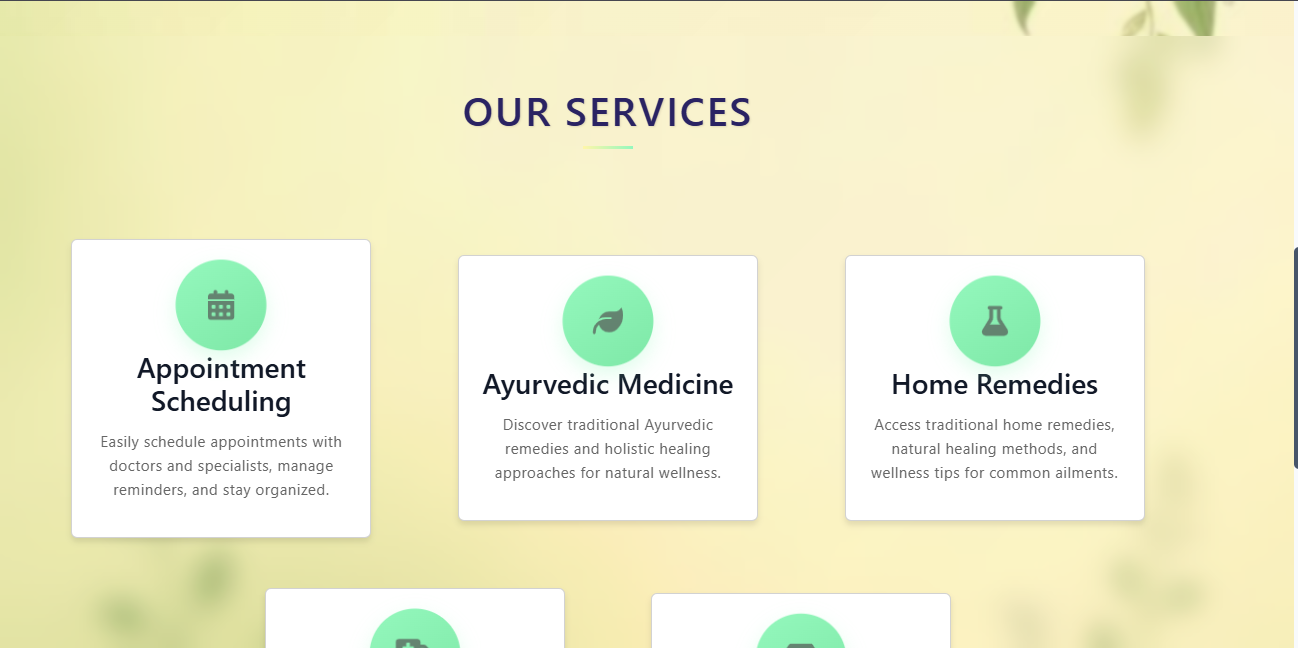 OUR SERVICES
Appointment
Scheduling
Easily schedule appointments with
doctors and specialists, manage
reminders, and stay organized.
Ayurvedic Medicine
Discover traditional Ayurvedic
remedies and holistic healing
approaches for natural wellness.
Home Remedies
Access traditional home remedies,
natural healing methods, and
wellness tips for common ailments.